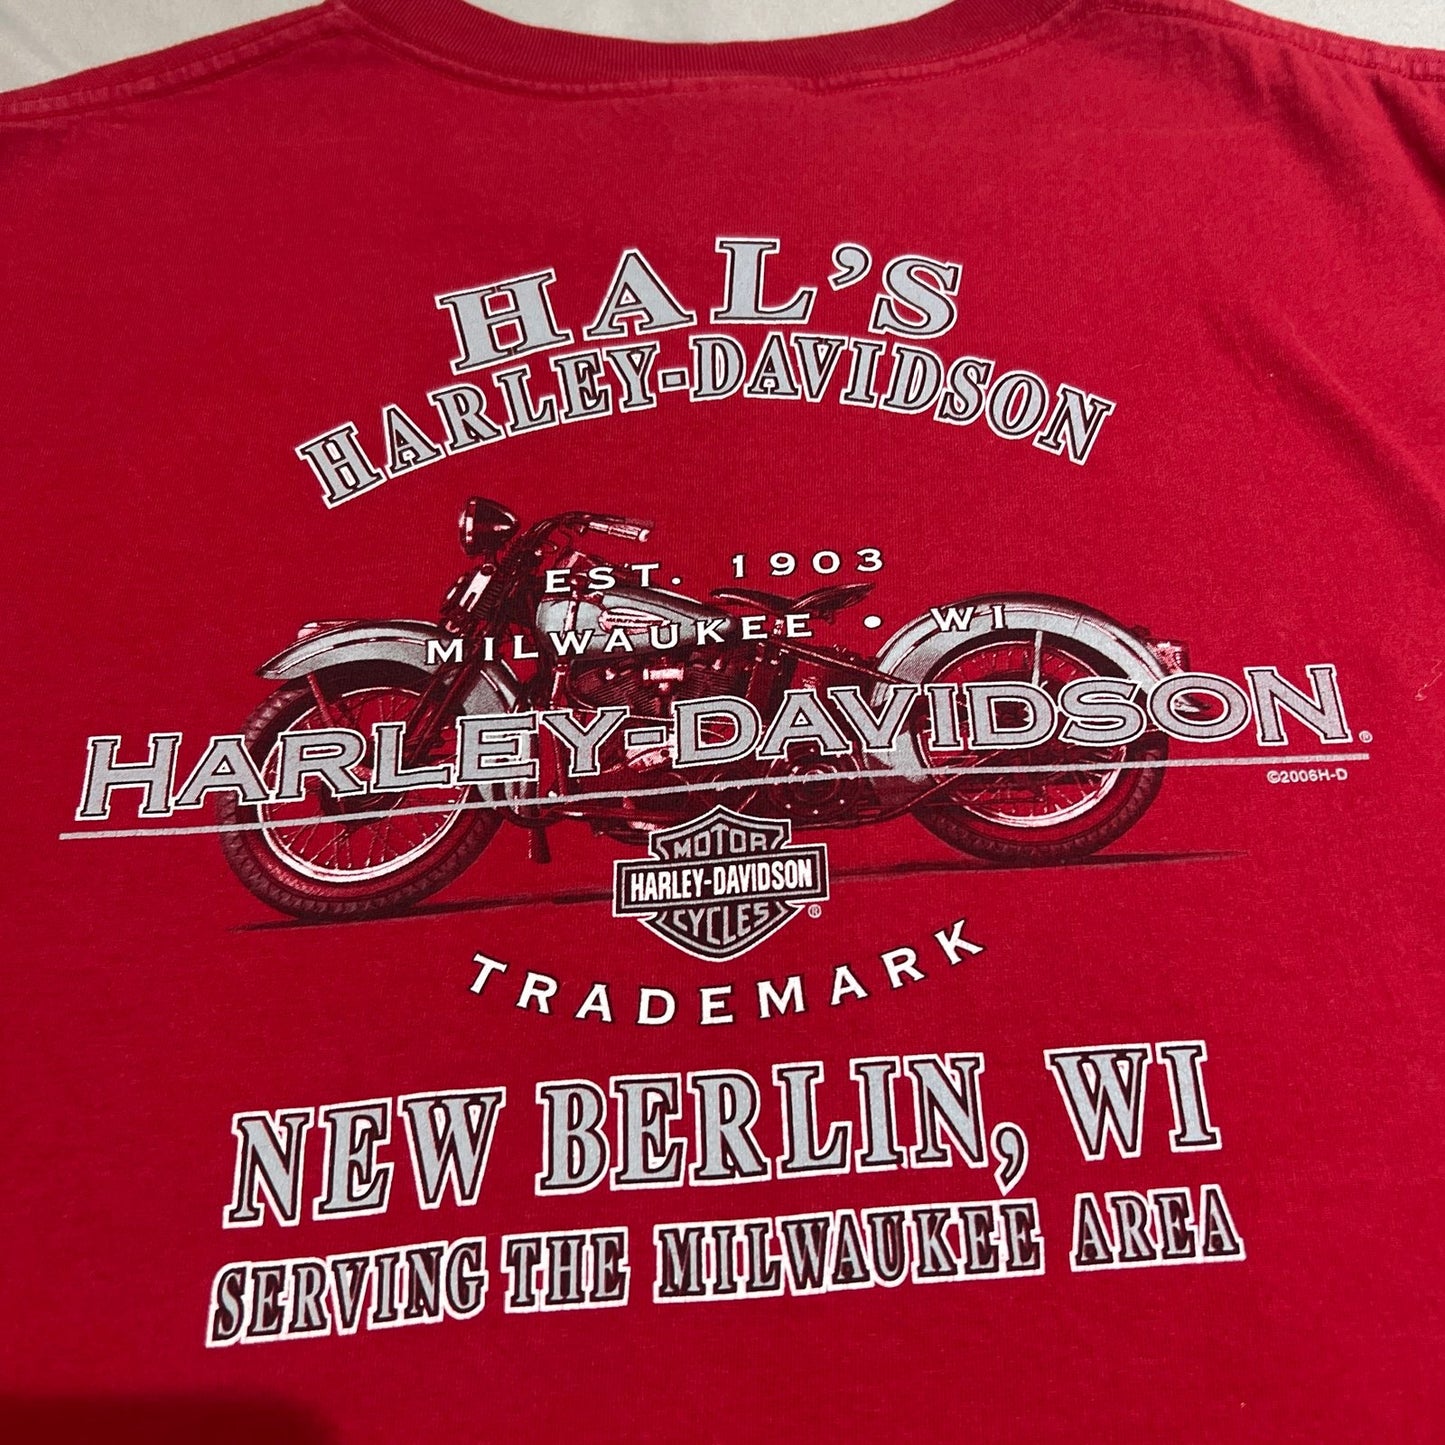 HAL'S
HARLEY-DAVIDSON
EST. 1903
MILWAUKEE • WI
HARLEY-DAVIDSON®
©2006H-D
MOTOR
HARLEY-DAVIDSON
CYCLES®
TRADEMARK
NEW BERLIN, WI
SERVING THE MILWAUKEE AREA